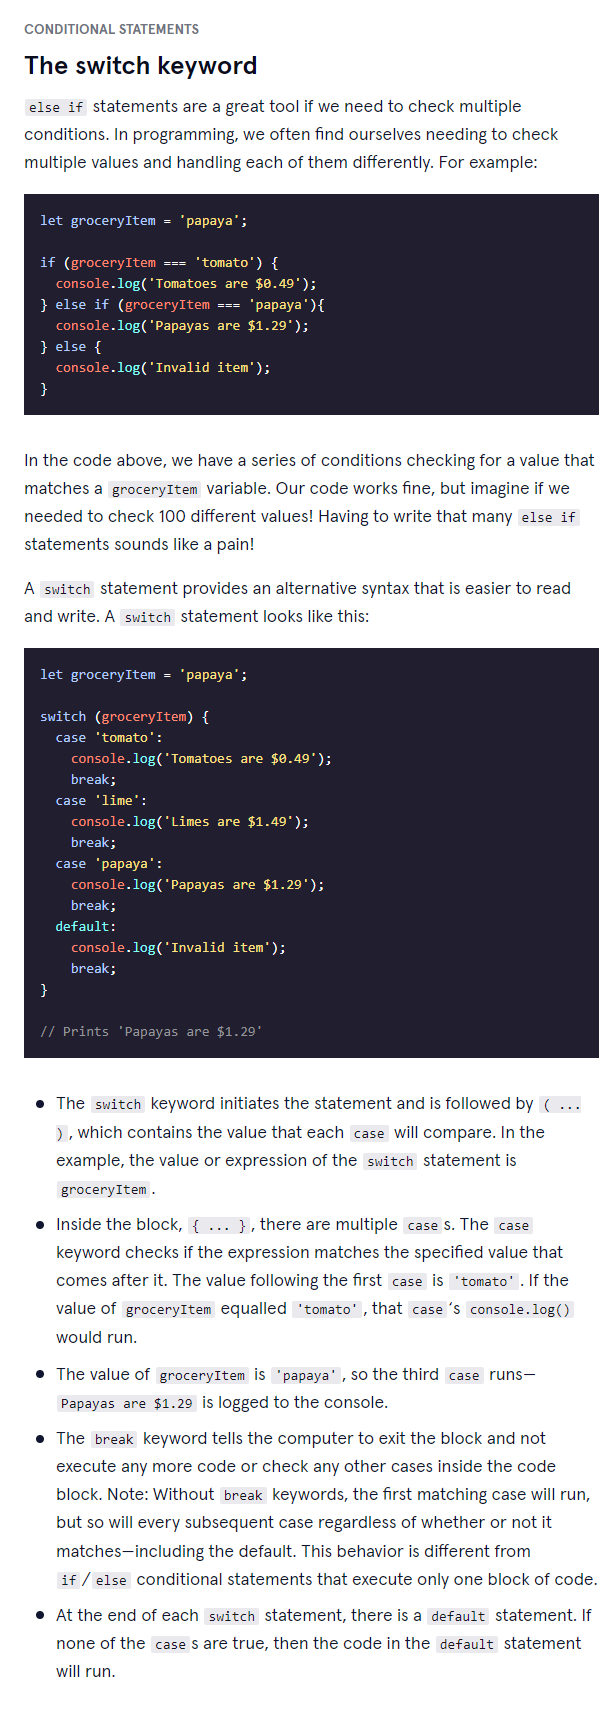 CONDITIONAL STATEMENTS
The switch keyword
else if statements are a great tool if we need to check multiple
conditions. In programming, we often find ourselves needing to check
multiple values and handling each of them differently. For example:
let groceryItem = 'papaya';
if (groceryItem === 'tomato') {
  console.log('Tomatoes are $0.49');
} else if (groceryItem === 'papaya'){
  console.log('Papayas are $1.29');
} else {
  console.log('Invalid item');
}
In the code above, we have a series of conditions checking for a value that
matches a groceryItem variable. Our code works fine, but imagine if we
needed to check 100 different values! Having to write that many else if
statements sounds like a pain!
A switch statement provides an alternative syntax that is easier to read
and write. A switch statement looks like this:
let groceryItem = 'papaya';
switch (groceryItem) {
  case 'tomato':
    console.log('Tomatoes are $0.49');
    break;
  case 'lime':
    console.log('Limes are $1.49');
    break;
  case 'papaya':
    console.log('Papayas are $1.29');
    break;
  default:
    console.log('Invalid item');
    break;
}
// Prints 'Papayas are $1.29'
● The switch keyword initiates the statement and is followed by ( ...
), which contains the value that each case will compare. In the
example, the value or expression of the switch statement is
groceryItem.
● Inside the block, { ... }, there are multiple cases. The case
keyword checks if the expression matches the specified value that
comes after it. The value following the first case is 'tomato'. If the
value of groceryItem equalled 'tomato', that case‘s console.log()
would run.
● The value of groceryItem is 'papaya', so the third case runs—
Papayas are $1.29 is logged to the console.
● The break keyword tells the computer to exit the block and not
execute any more code or check any other cases inside the code
block. Note: Without break keywords, the first matching case will run,
but so will every subsequent case regardless of whether or not it
matches—including the default. This behavior is different from
if/else conditional statements that execute only one block of code.
● At the end of each switch statement, there is a default statement. If
none of the cases are true, then the code in the default statement
will run.